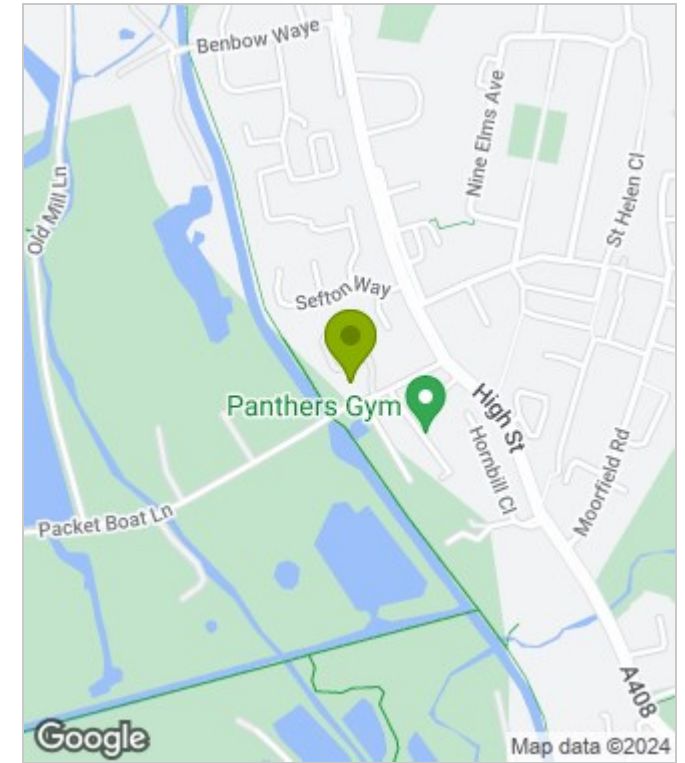 Benbow Waye
Nine Elms Ave
St Helen Cl
Old Mill Ln
Sefton Way
Panthers Gym
High St
Hornbill Cl
Moorfield Rd
Packet Boat Ln
A408
Google
Map data ©2024